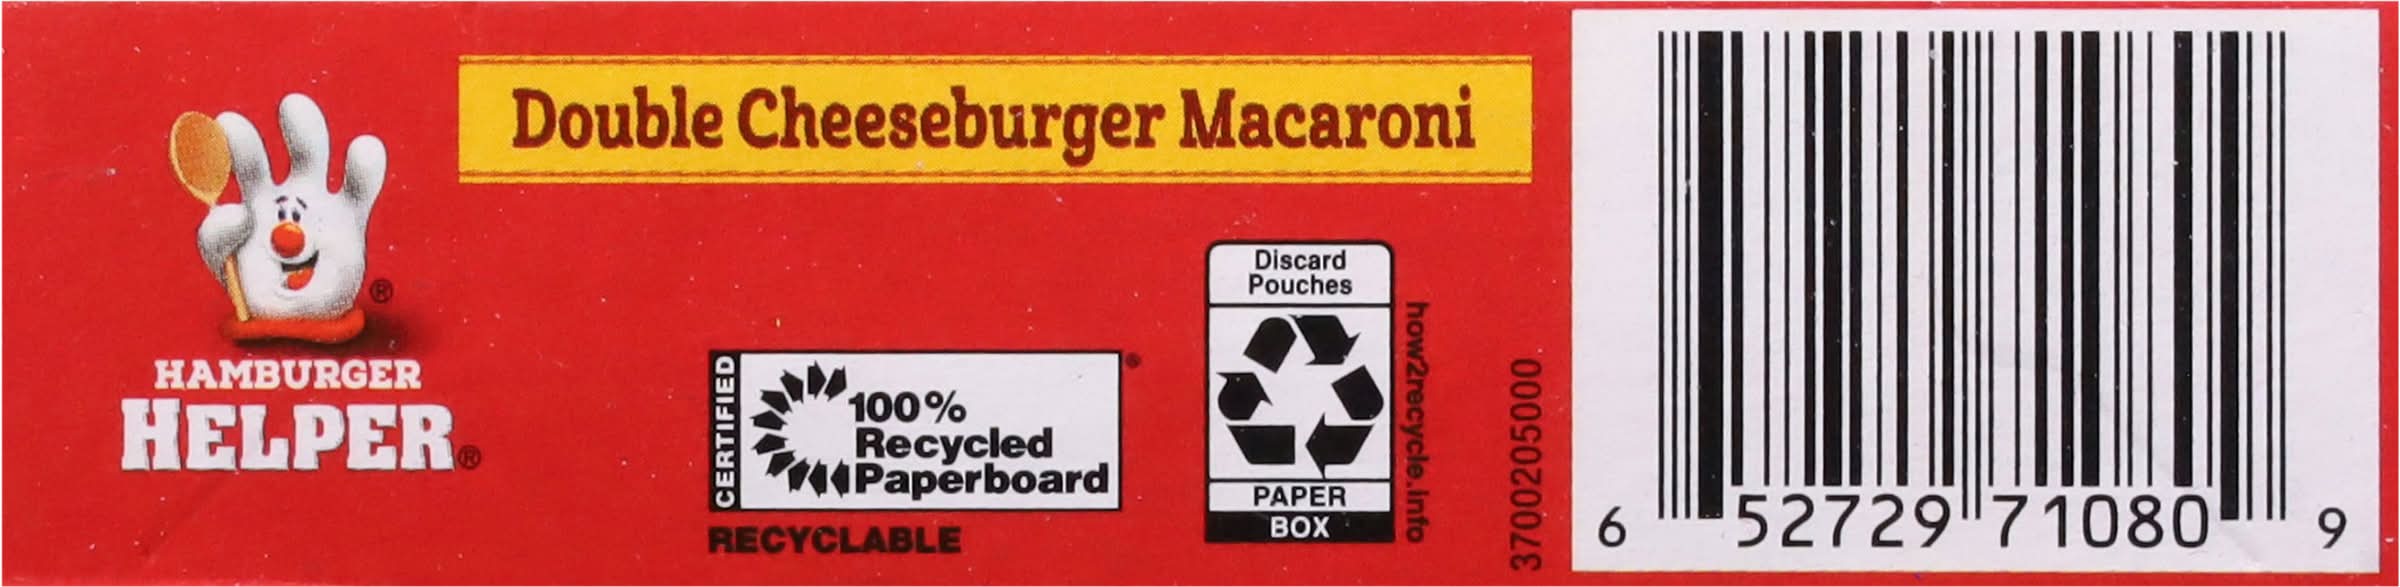 Double Cheeseburger Macaroni
®
HAMBURGER
HELPER®
CERTIFIED
100%
Recycled
Paperboard
®
RECYCLABLE
Discard
Pouches
PAPER
BOX
how2recycle.info
3700205000
6 52729 71080 9